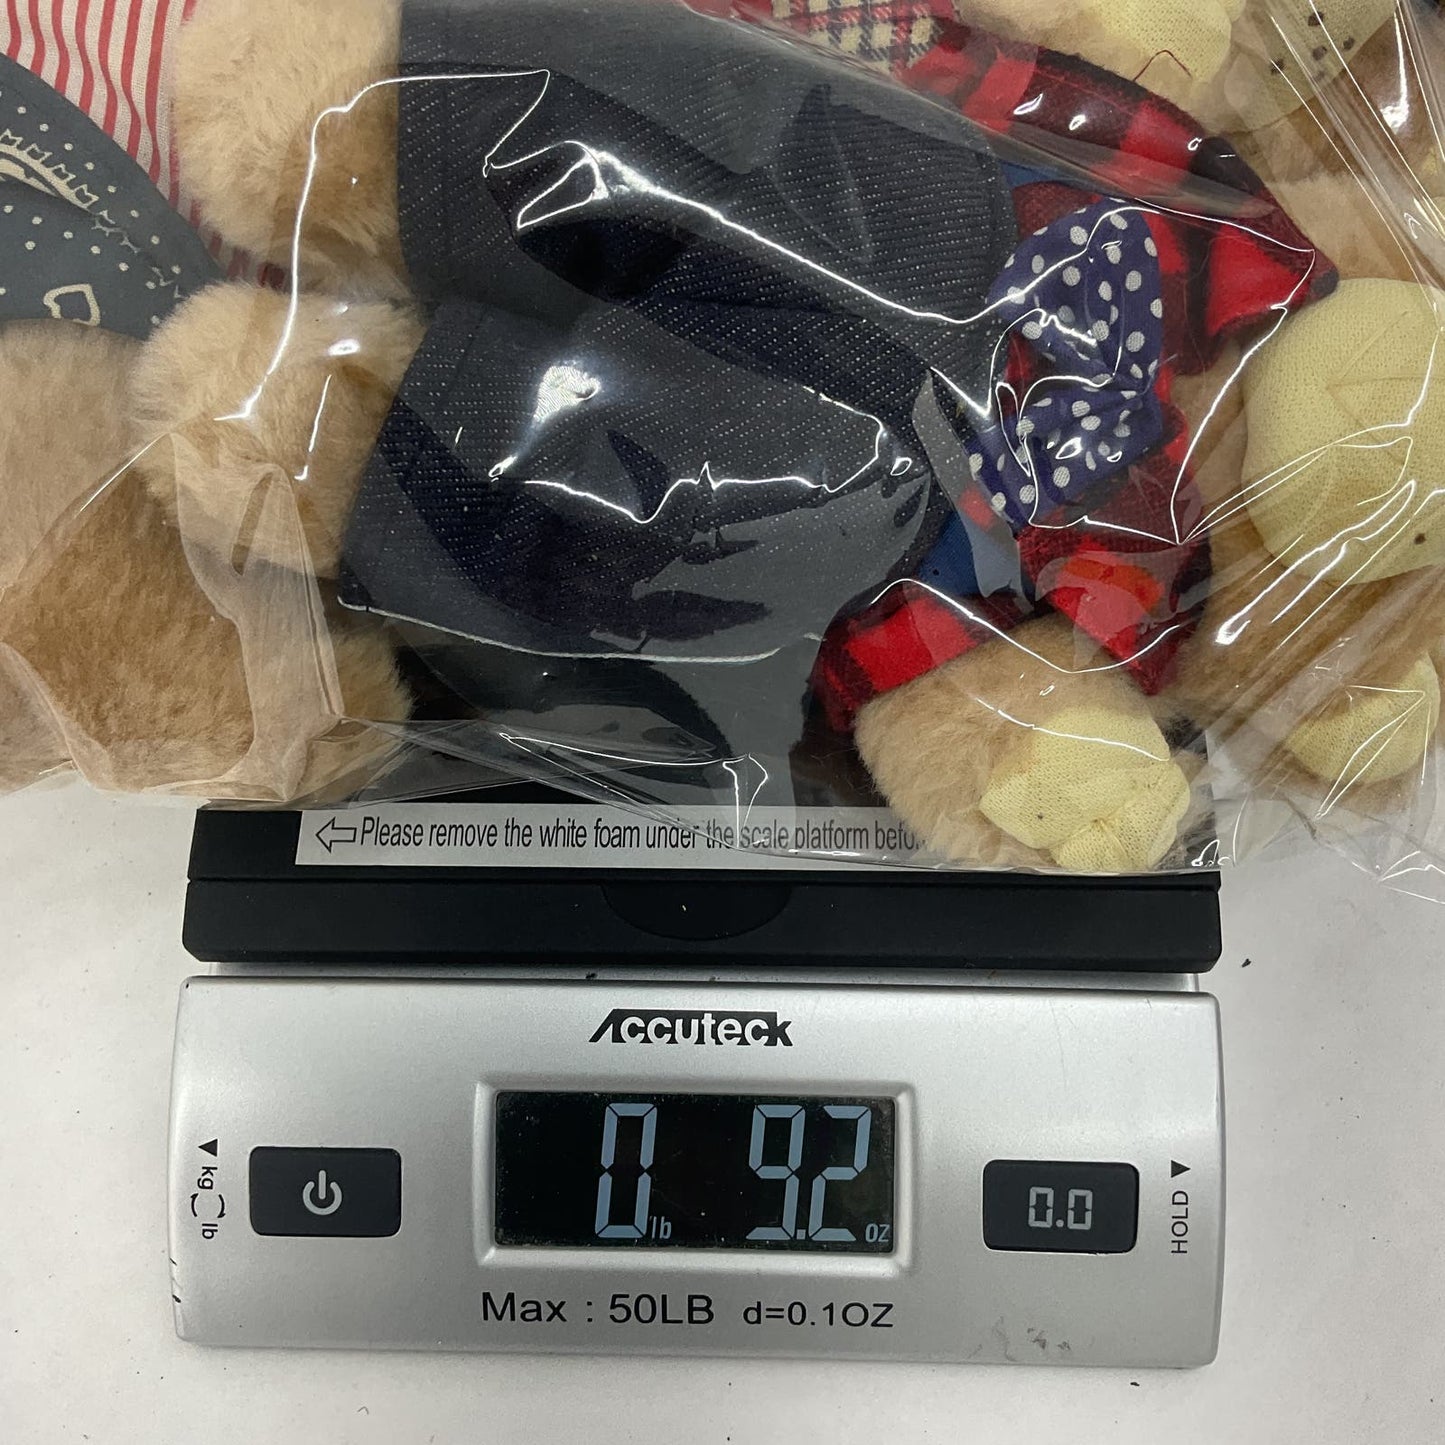 Please remove the white foam under the scale platform befo
Accuteck
0 lb 9.2 oz
kg lb
0.0
HOLD
Max : 50LB d=0.1OZ